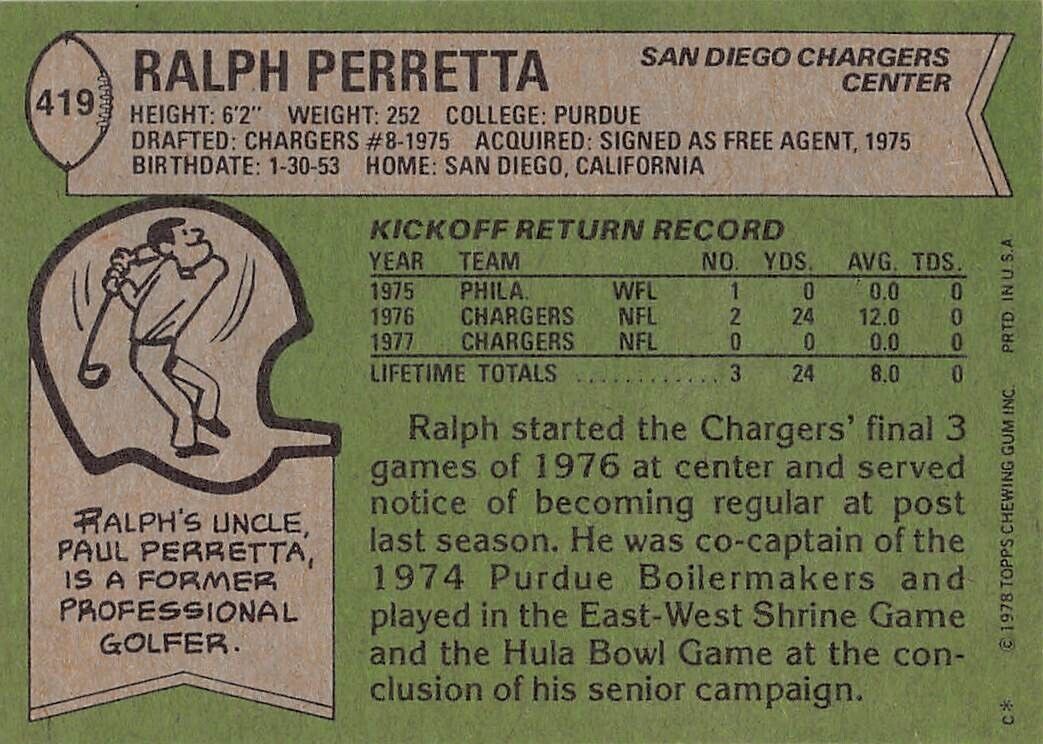 419
RALPH PERRETTA
SAN DIEGO CHARGERS
CENTER
HEIGHT: 6'2" WEIGHT: 252 COLLEGE: PURDUE
DRAFTED: CHARGERS #8-1975 ACQUIRED: SIGNED AS FREE AGENT, 1975
BIRTHDATE: 1-30-53 HOME: SAN DIEGO, CALIFORNIA
KICKOFF RETURN RECORD
YEAR TEAM NO. YDS. AVG. TDS.
1975 PHILA. WFL 1 0 0.0 0
1976 CHARGERS NFL 2 24 12.0 0
1977 CHARGERS NFL 0 0 0.0 0
LIFETIME TOTALS ............. 3 24 8.0 0
Ralph started the Chargers' final 3
games of 1976 at center and served
notice of becoming regular at post
last season. He was co-captain of the
1974 Purdue Boilermakers and
played in the East-West Shrine Game
and the Hula Bowl Game at the con-
clusion of his senior campaign.
RALPH'S UNCLE,
PAUL PERRETTA,
IS A FORMER
PROFESSIONAL
GOLFER.
C* © 1978 TOPPS CHEWING GUM INC. PRTD. IN U.S.A.